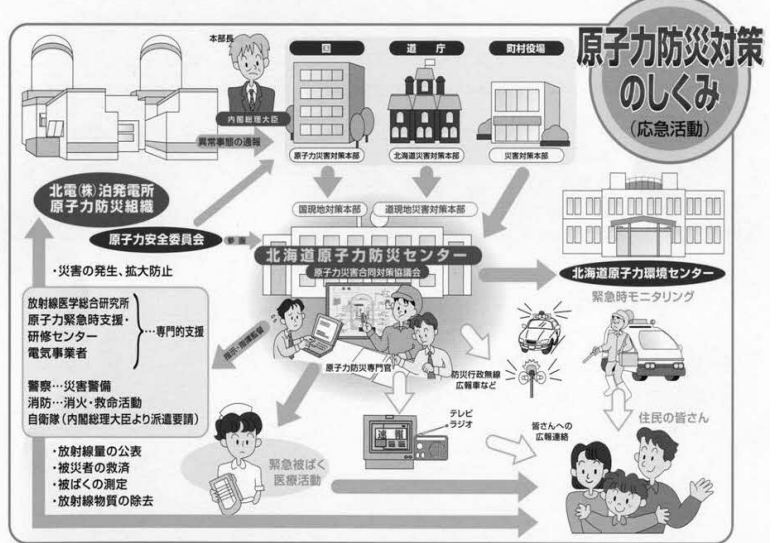 原子力防災対策
のしくみ
(応急活動)
本部長
内閣総理大臣
国
道庁
町村役場
原子力災害対策本部
北海道災害対策本部
災害対策本部
異常事態の通報
北電(株)泊発電所
原子力防災組織
国現地対策本部
道現地災害対策本部
原子力安全委員会
北海道原子力防災センター
原子力災害合同対策協議会
北海道原子力環境センター
緊急時モニタリング
・災害の発生、拡大防止
放射線医学総合研究所
原子力緊急時支援・
研修センター
電気事業者
…専門的支援
警察…災害警備
消防…消火・救命活動
自衛隊(内閣総理大臣より派遣要請)
原子力防災専門官
防災行政無線
広報車など
速報
テレビ
ラジオ
皆さんへの
広報連絡
住民の皆さん
緊急被ばく
医療活動
・放射線量の公表
・被災者の救済
・被ばくの測定
・放射線物質の除去